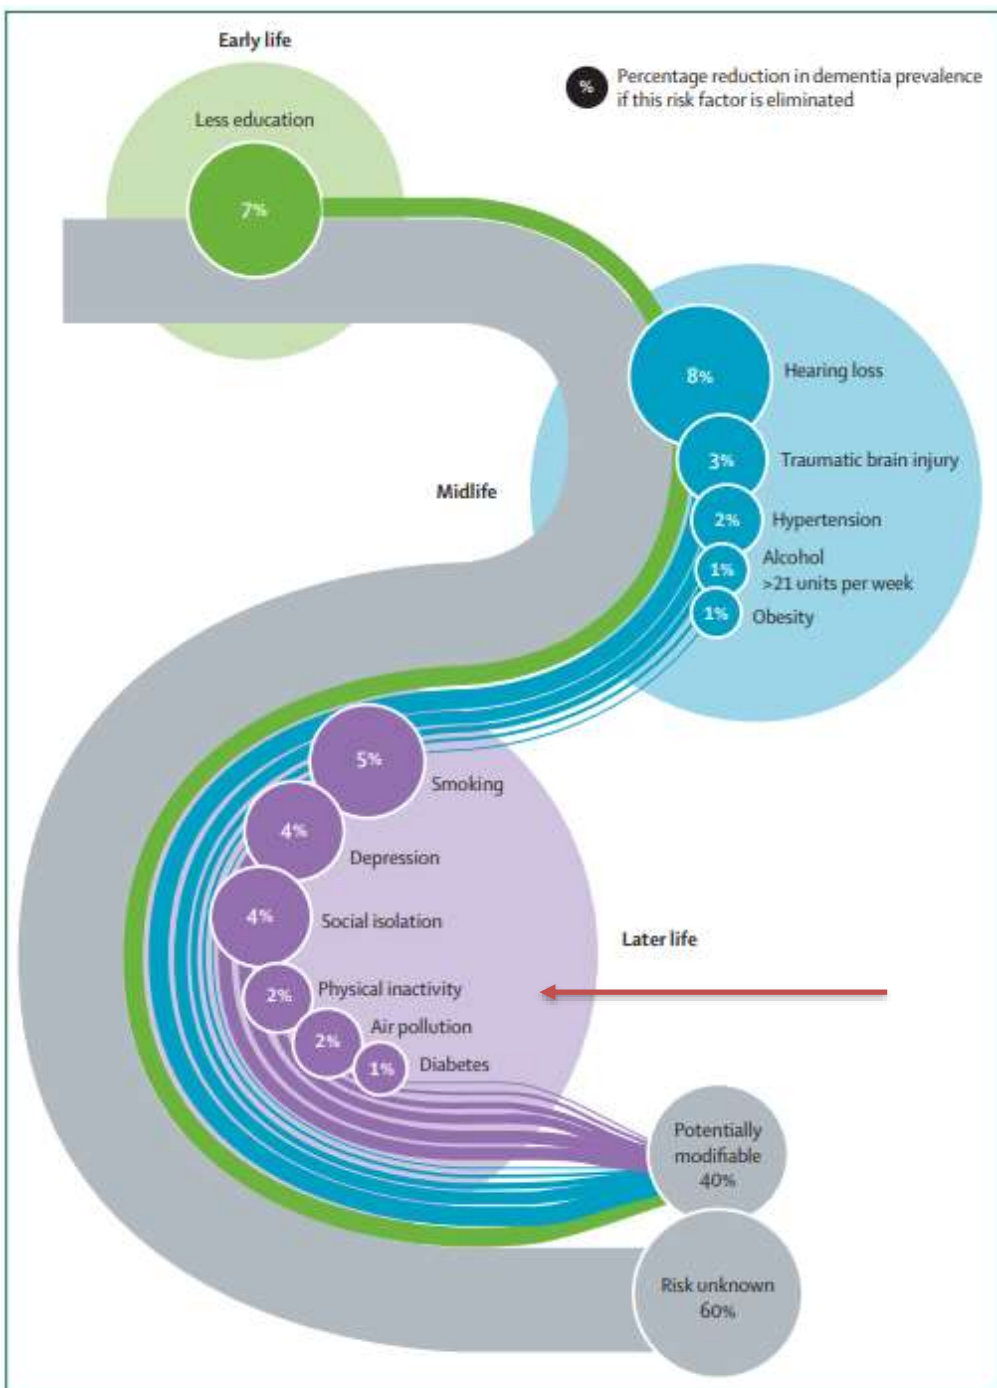 Early life
%
Percentage reduction in dementia prevalence
if this risk factor is eliminated
Less education
7%
8%
Hearing loss
3%
Traumatic brain injury
Midlife
2%
Hypertension
1%
Alcohol
>21 units per week
1%
Obesity
5%
Smoking
4%
Depression
4%
Social isolation
Later life
2%
Physical inactivity
2%
Air pollution
1%
Diabetes
Potentially
modifiable
40%
Risk unknown
60%